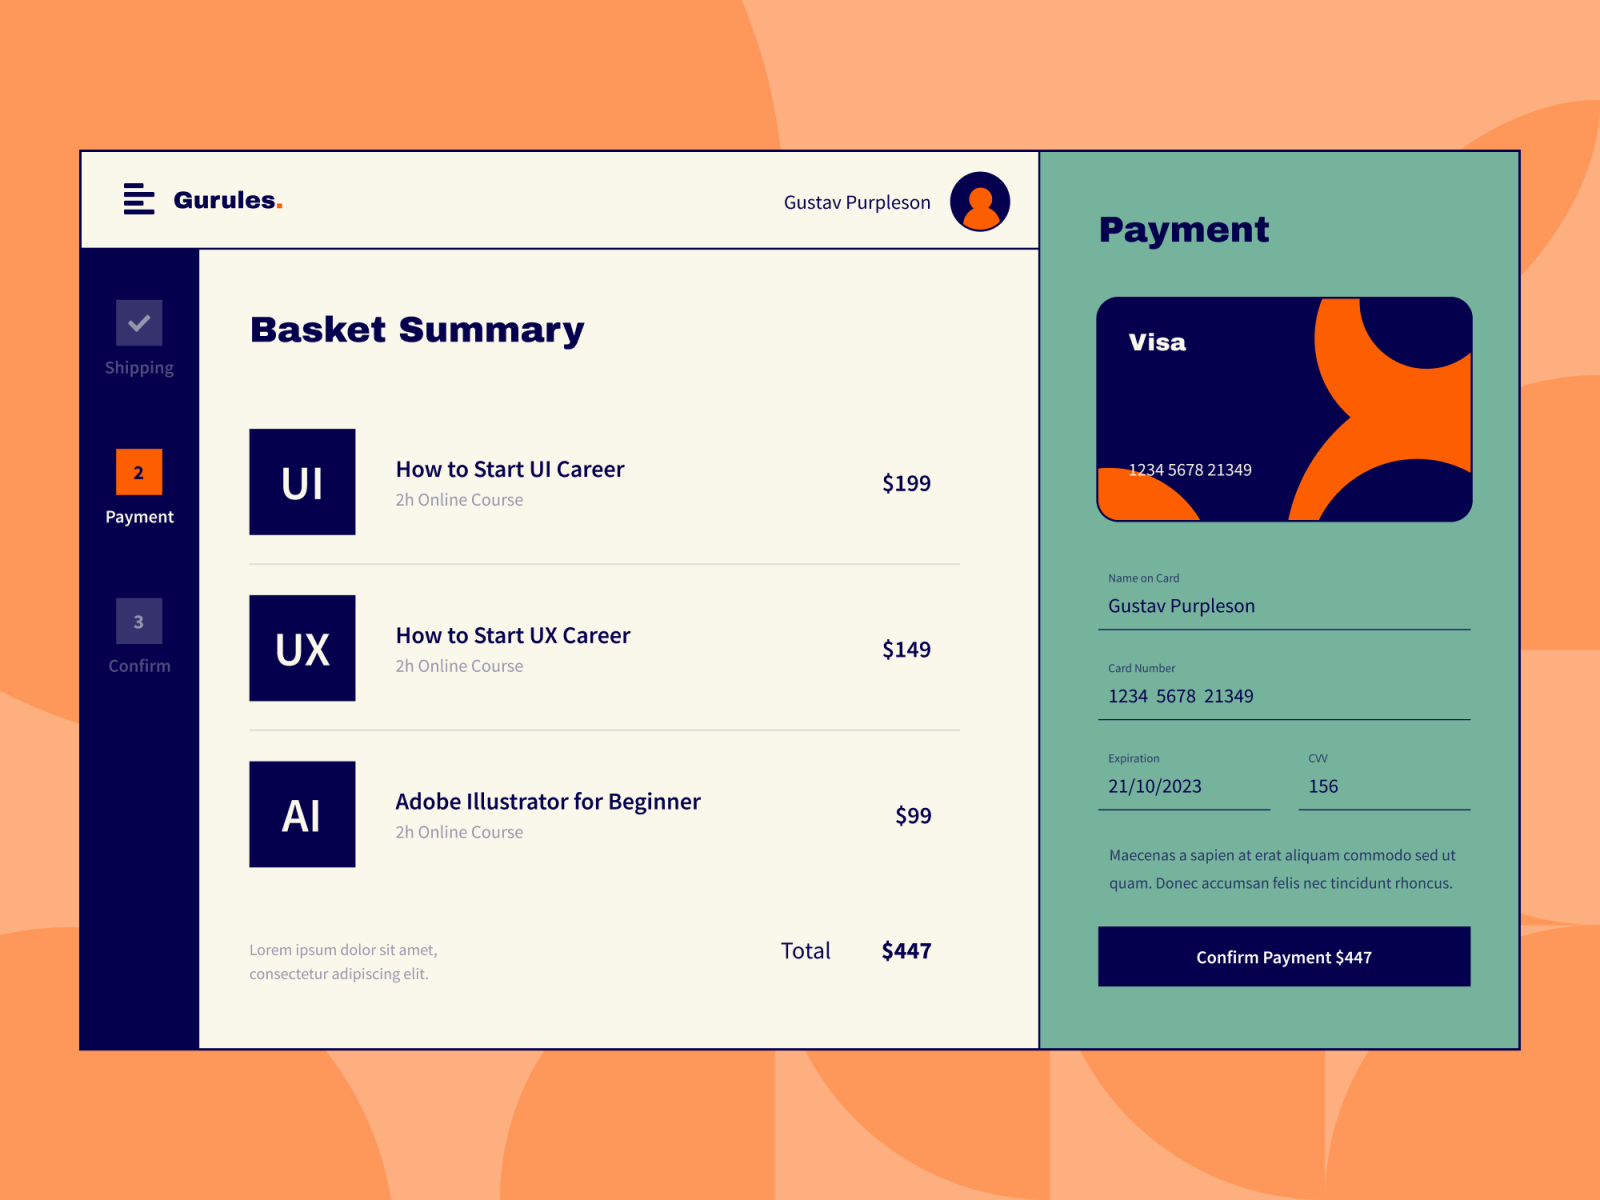 Gurules.
Gustav Purpleson
Shipping
2
Payment
3
Confirm
Basket Summary
UI
How to Start UI Career
2h Online Course
$199
UX
How to Start UX Career
2h Online Course
$149
AI
Adobe Illustrator for Beginner
2h Online Course
$99
Lorem ipsum dolor sit amet,
consectetur adipiscing elit.
Total $447
Payment
Visa
1234 5678 21349
Name on Card
Gustav Purpleson
Card Number
1234 5678 21349
Expiration
21/10/2023
CVV
156
Maecenas a sapien at erat aliquam commodo sed ut
quam. Donec accumsan felis nec tincidunt rhoncus.
Confirm Payment $447